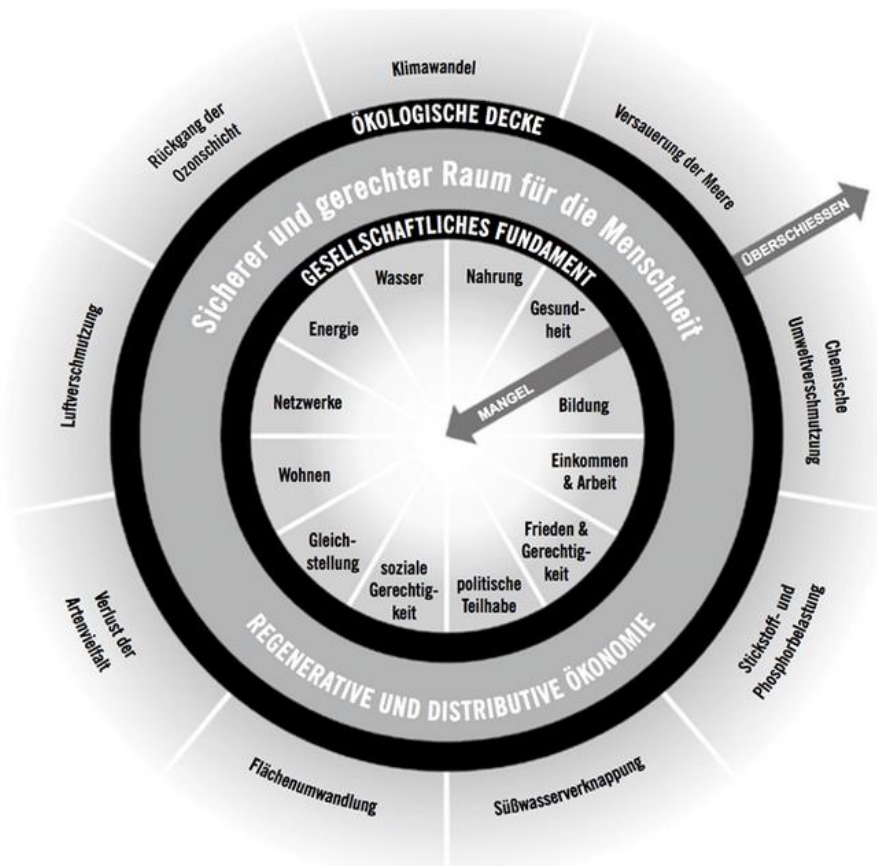 Klimawandel
Rückgang der
Ozonschicht
Versauerung der Meere
ÖKOLOGISCHE DECKE
Sicherer und gerechter Raum für die Menschheit
ÜBERSCHIESSEN
GESELLSCHAFTLICHES FUNDAMENT
Wasser
Nahrung
Energie
Gesund-
heit
Luftverschmutzung
Chemische
Umweltverschmutzung
MANGEL
Netzwerke
Bildung
Wohnen
Einkommen
& Arbeit
Gleich-
stellung
soziale
Gerechtig-
keit
politische
Teilhabe
Frieden &
Gerechtig-
keit
Verlust der
Artenvielfalt
Stickstoff- und
Phosphorbelastung
REGENERATIVE UND DISTRIBUTIVE ÖKONOMIE
Flächenumwandlung
Süßwasserverknappung